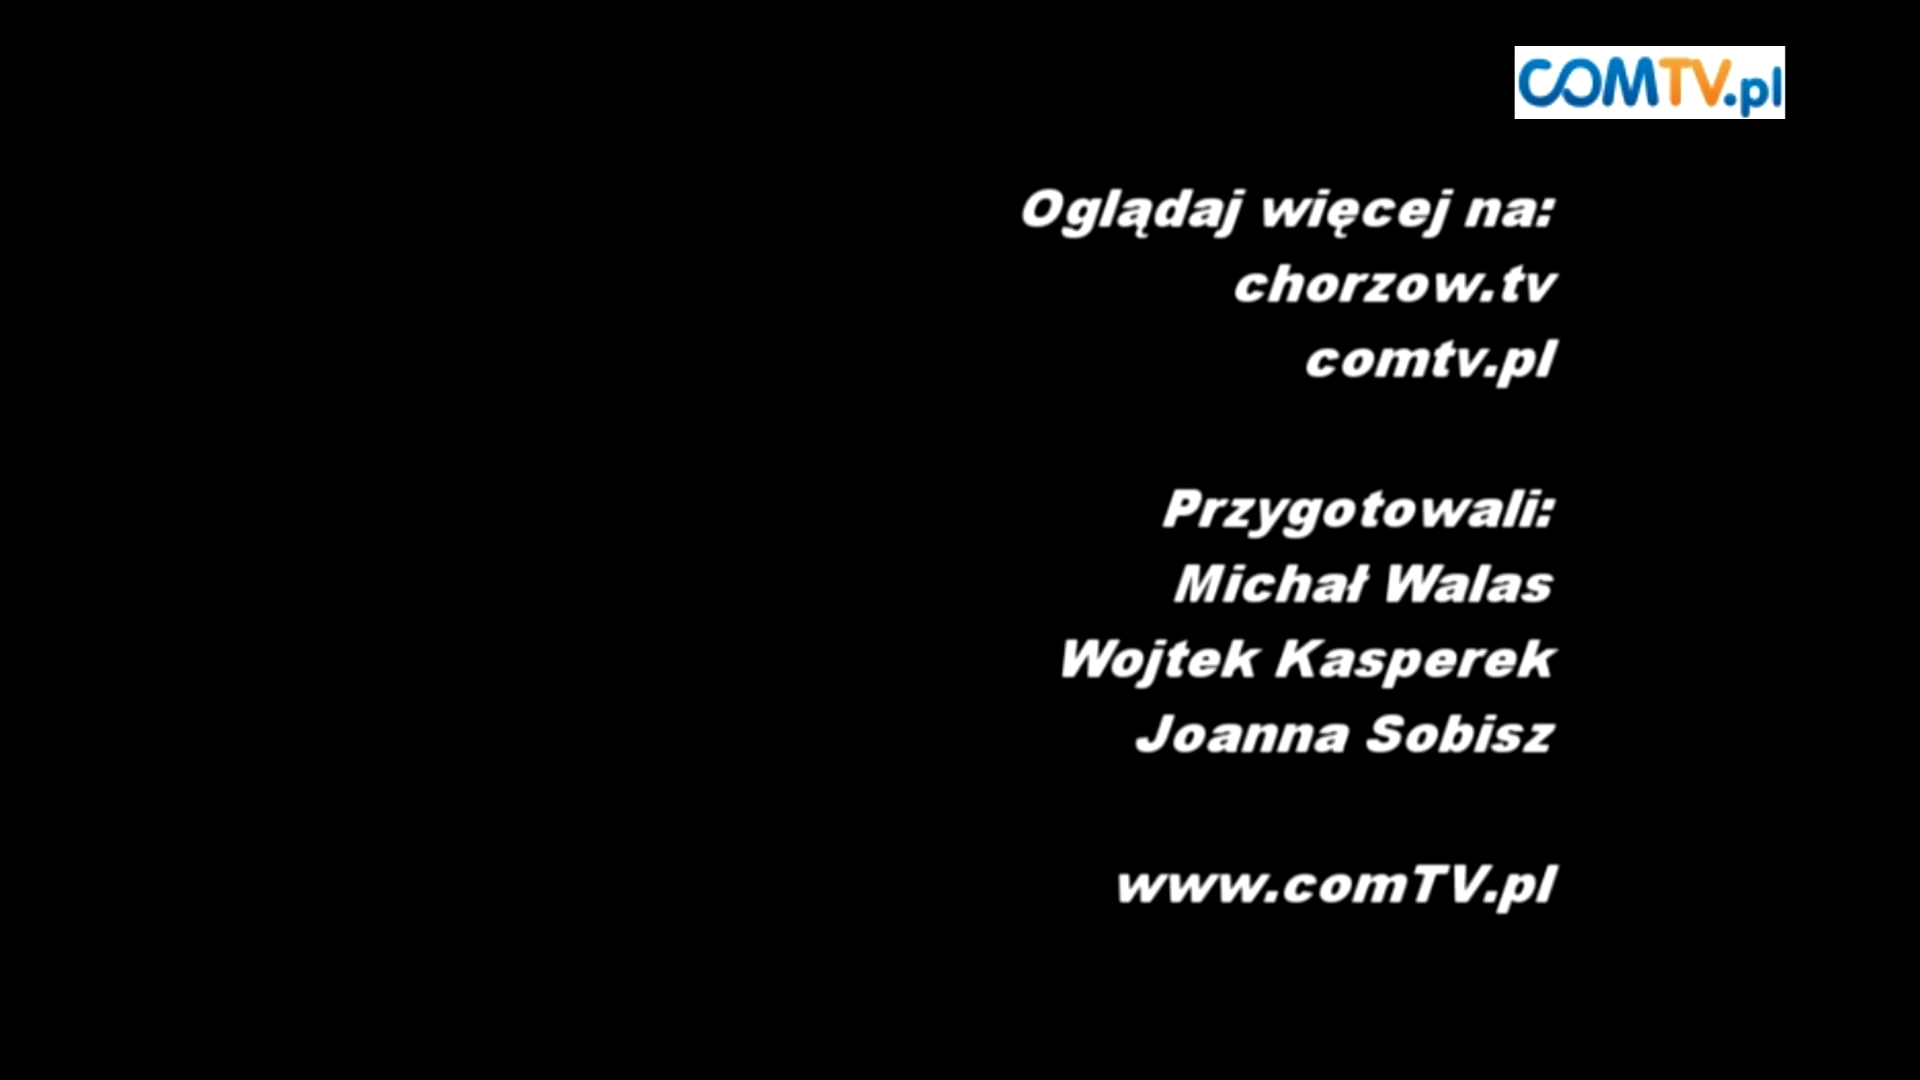 COMTV.pl
Oglądaj więcej na:
chorzow.tv
comtv.pl
Przygotowali:
Michał Walas
Wojtek Kasperek
Joanna Sobisz
www.comTV.pl